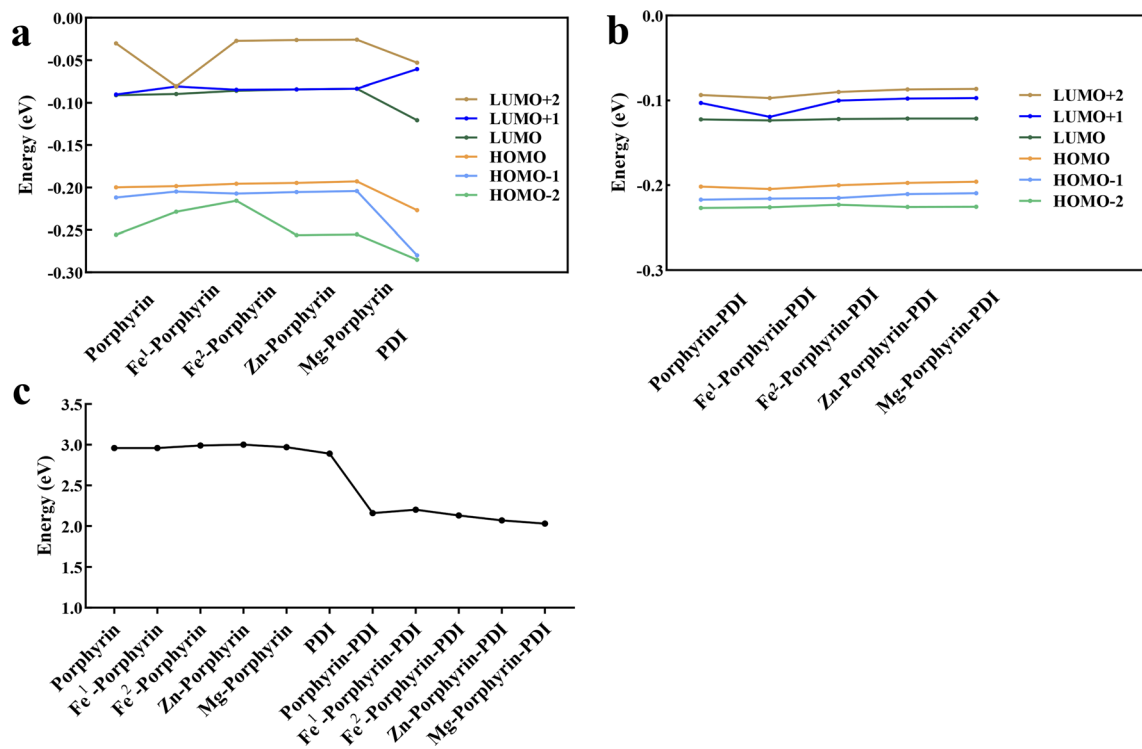 a
Energy (eV)
0.00
-0.05
-0.10
-0.15
-0.20
-0.25
-0.30
LUMO+2
LUMO+1
LUMO
HOMO
HOMO-1
HOMO-2
Porphyrin
Fe¹-Porphyrin
Fe²-Porphyrin
Zn-Porphyrin
Mg-Porphyrin
PDI
b
Energy (eV)
-0.0
-0.1
-0.2
-0.3
LUMO+2
LUMO+1
LUMO
HOMO
HOMO-1
HOMO-2
Porphyrin-PDI
Fe¹-Porphyrin-PDI
Fe²-Porphyrin-PDI
Zn-Porphyrin-PDI
Mg-Porphyrin-PDI
c
Energy (eV)
3.5
3.0
2.5
2.0
1.5
1.0
Porphyrin
Fe¹-Porphyrin
Fe²-Porphyrin
Zn-Porphyrin
Mg-Porphyrin
PDI
Porphyrin-PDI
Fe¹-Porphyrin-PDI
Fe²-Porphyrin-PDI
Zn-Porphyrin-PDI
Mg-Porphyrin-PDI